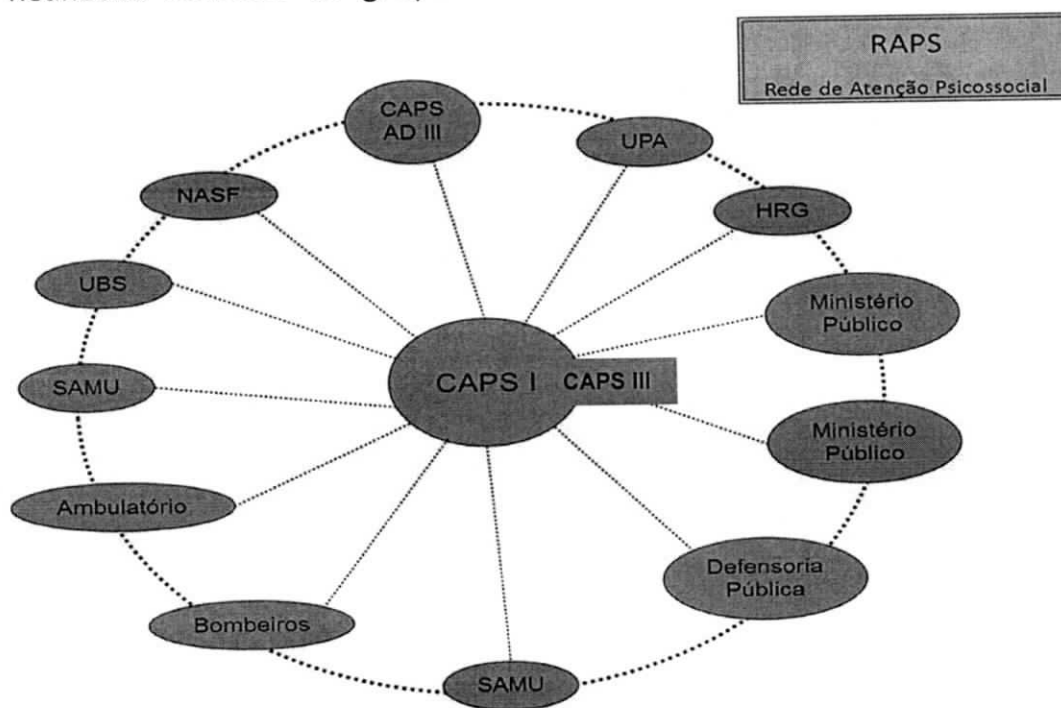 RAPS
Rede de Atenção Psicossocial
CAPS
AD III
UPA
NASF
HRG
UBS
Ministério
Público
SAMU
CAPS I
CAPS III
Ministério
Público
Ambulatório
Defensoria
Pública
Bombeiros
SAMU